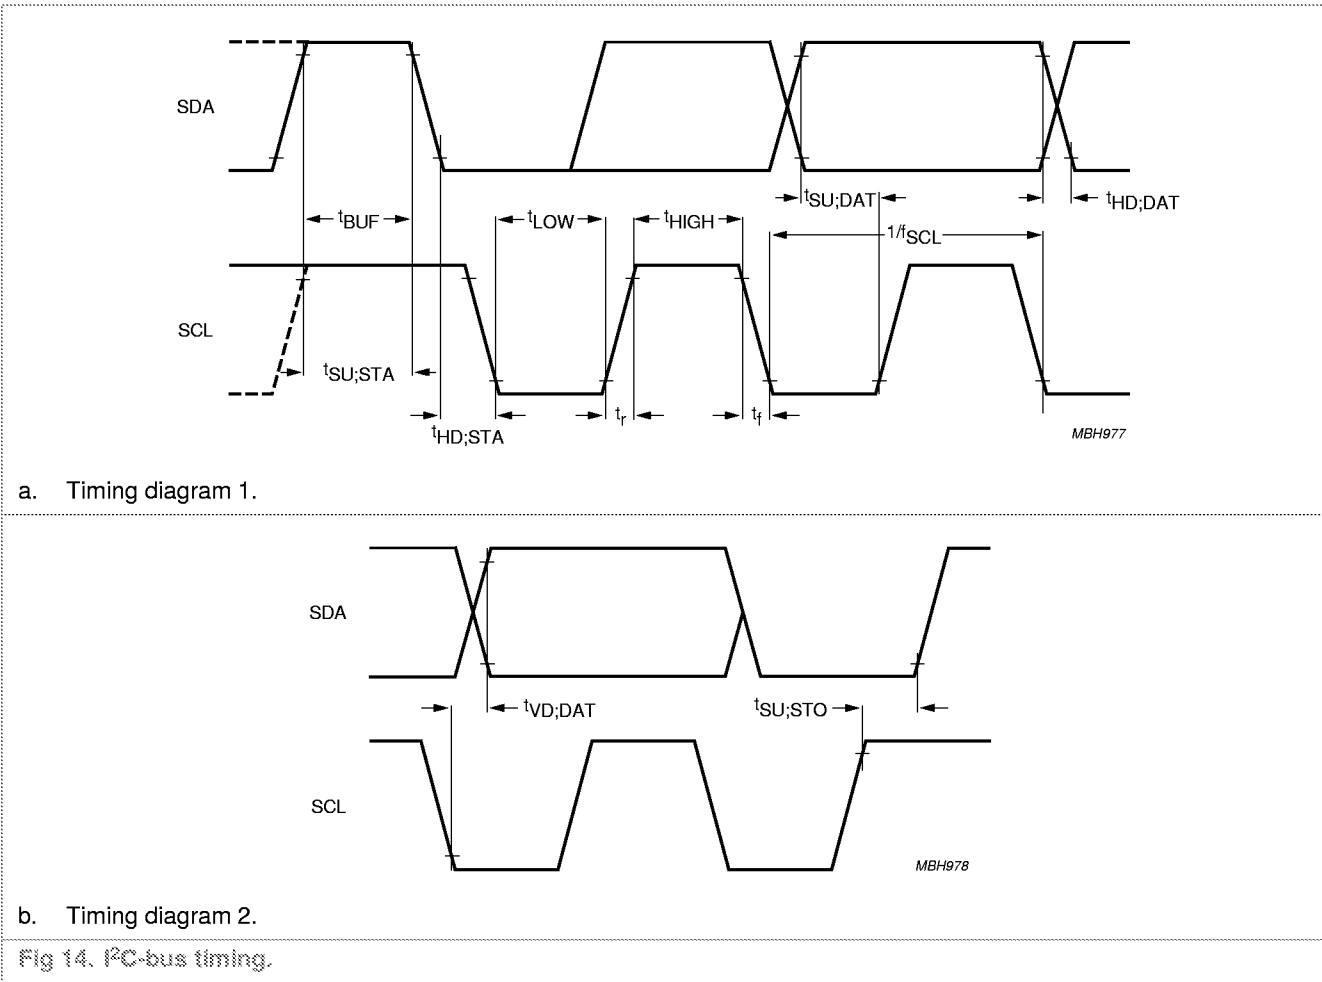 SDA
tSU;DAT
tHD;DAT
tBUF
tLOW
tHIGH
1/fSCL
SCL
tSU;STA
tHD;STA
tr
tf
MBH977
a. Timing diagram 1.
SDA
tVD;DAT
tSU;STO
SCL
MBH978
b. Timing diagram 2.
Fig 14. I²C-bus timing.